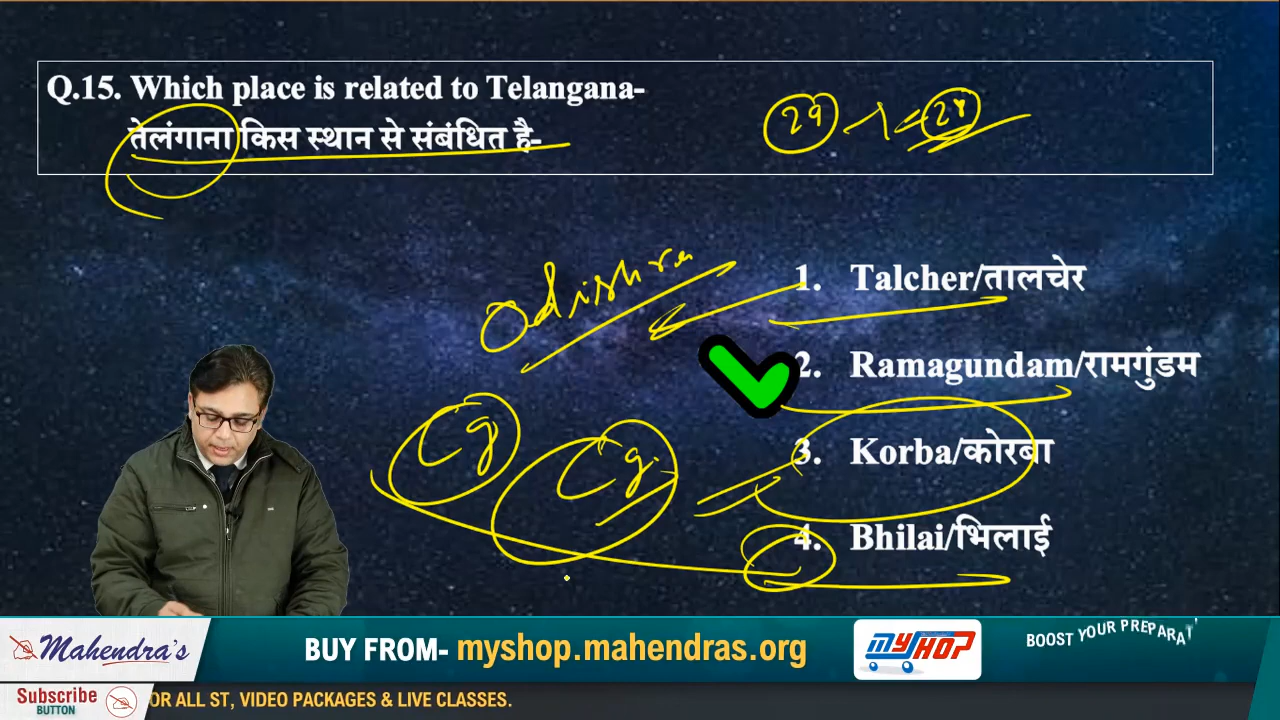 Q.15. Which place is related to Telangana-
तेलंगाना किस स्थान से संबंधित है-
29 28
1. Talcher/तालचेर
Odishra
2. Ramagundam/रामगुंडम
3. Korba/कोरबा
Cg Cg.
4. Bhilai/भिलाई
Mahendra's
BUY FROM- myshop.mahendras.org
MYSHOP
BOOST YOUR PREPARAT
Subscribe
BUTTON
OR ALL ST, VIDEO PACKAGES & LIVE CLASSES.